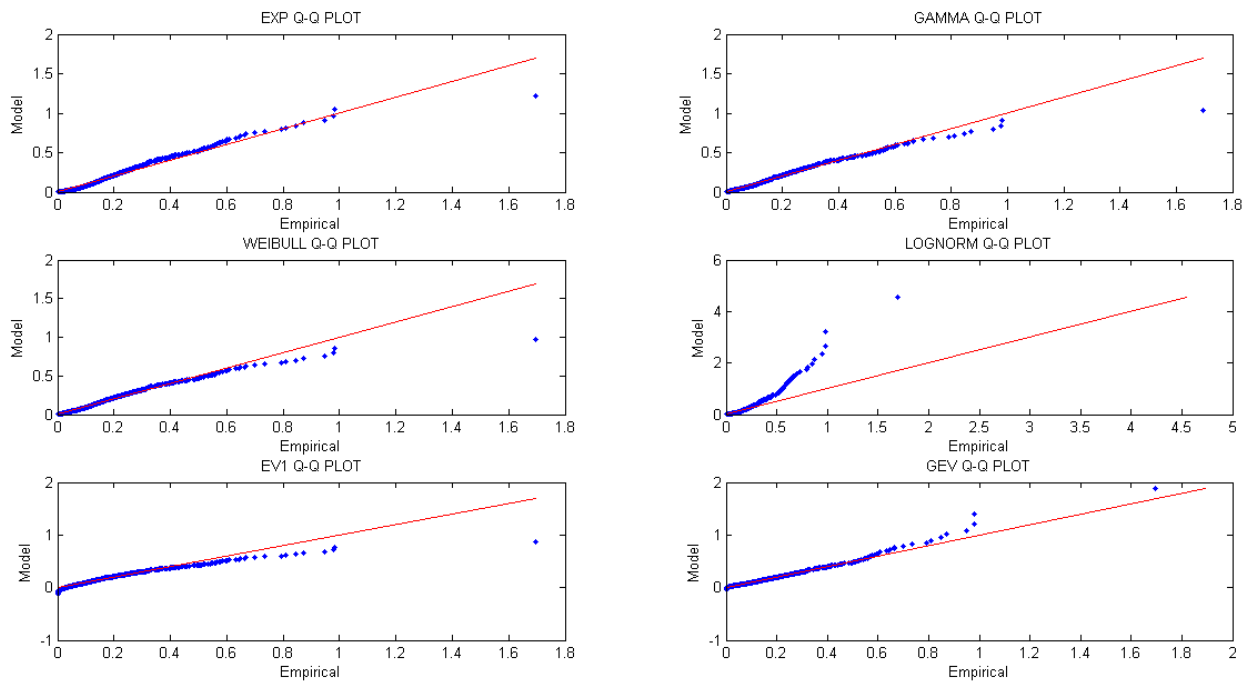 EXP Q-Q PLOT
2
1.5
1
0.5
0
Model
0 0.2 0.4 0.6 0.8 1 1.2 1.4 1.6 1.8
Empirical
GAMMA Q-Q PLOT
2
1.5
1
0.5
0
Model
0 0.2 0.4 0.6 0.8 1 1.2 1.4 1.6 1.8
Empirical
WEIBULL Q-Q PLOT
2
1.5
1
0.5
0
Model
0 0.2 0.4 0.6 0.8 1 1.2 1.4 1.6 1.8
Empirical
LOGNORM Q-Q PLOT
6
4
2
0
Model
0 0.5 1 1.5 2 2.5 3 3.5 4 4.5 5
Empirical
EV1 Q-Q PLOT
2
1
0
-1
Model
0 0.2 0.4 0.6 0.8 1 1.2 1.4 1.6 1.8
Empirical
GEV Q-Q PLOT
2
1
0
-1
Model
0 0.2 0.4 0.6 0.8 1 1.2 1.4 1.6 1.8 2
Empirical